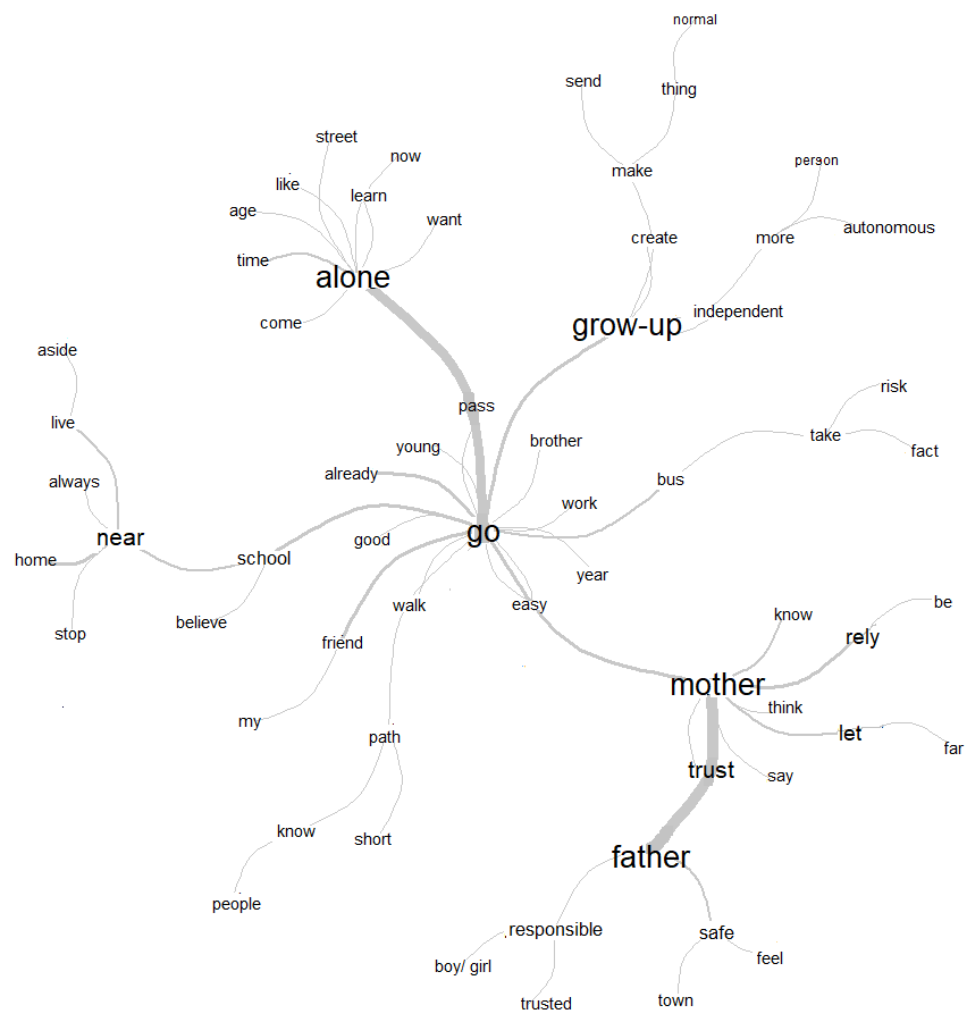 normal
send
thing
street
now
person
like
learn
make
age
want
autonomous
create
more
time
alone
independent
come
grow-up
aside
risk
pass
live
take
young
brother
fact
already
bus
always
work
near
good
go
home
school
year
walk
easy
be
know
believe
stop
friend
rely
mother
think
my
path
let
far
trust
say
know
short
father
people
responsible
safe
feel
boy/ girl
trusted
town